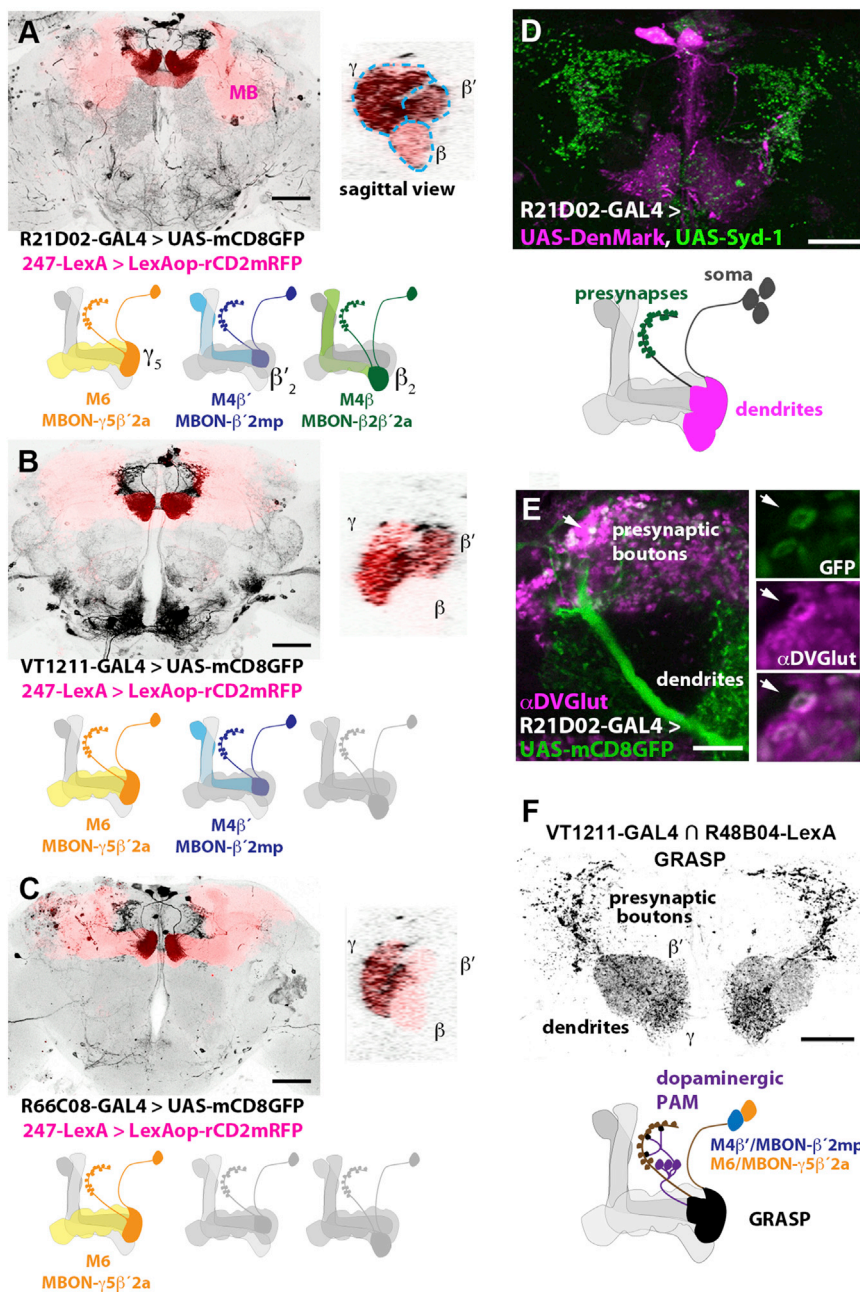 A
MB
γ
β′
β
sagittal view
R21D02-GAL4 > UAS-mCD8GFP
247-LexA > LexAop-rCD2mRFP
γ5
β′2
β2
M6
MBON-γ5β´2a
M4β′
MBON-β´2mp
M4β
MBON-β2β´2a
B
γ
β′
β
VT1211-GAL4 > UAS-mCD8GFP
247-LexA > LexAop-rCD2mRFP
M6
MBON-γ5β´2a
M4β′
MBON-β´2mp
C
γ
β′
β
R66C08-GAL4 > UAS-mCD8GFP
247-LexA > LexAop-rCD2mRFP
M6
MBON-γ5β´2a
D
R21D02-GAL4 >
UAS-DenMark, UAS-Syd-1
soma
presynapses
dendrites
E
presynaptic
boutons
dendrites
αDVGlut
R21D02-GAL4 >
UAS-mCD8GFP
GFP
αDVGlut
F
VT1211-GAL4 ∩ R48B04-LexA
GRASP
presynaptic
boutons
β′
dendrites
γ
dopaminergic
PAM
M4β′/MBON-β´2mp
M6/MBON-γ5β´2a
GRASP